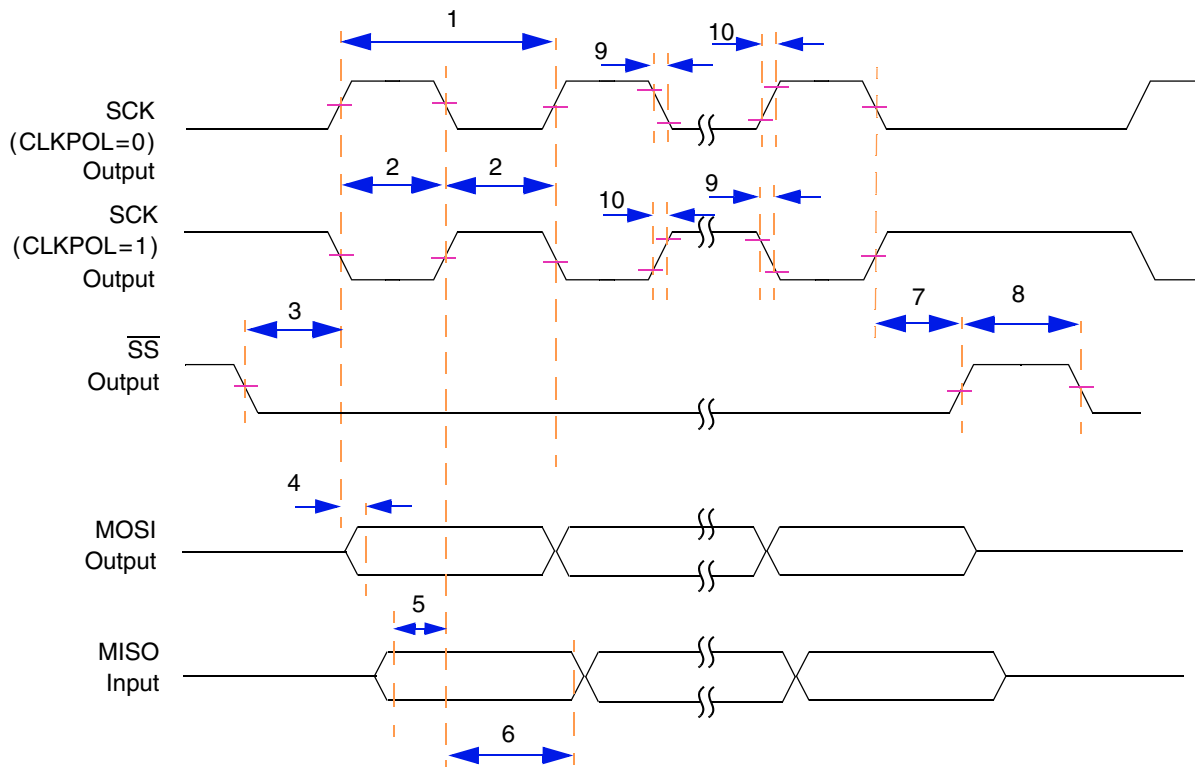 1
9
10
SCK
(CLKPOL=0)
Output
2
2
SCK
(CLKPOL=1)
Output
10
9
3
7
8
SS
Output
4
MOSI
Output
5
MISO
Input
6